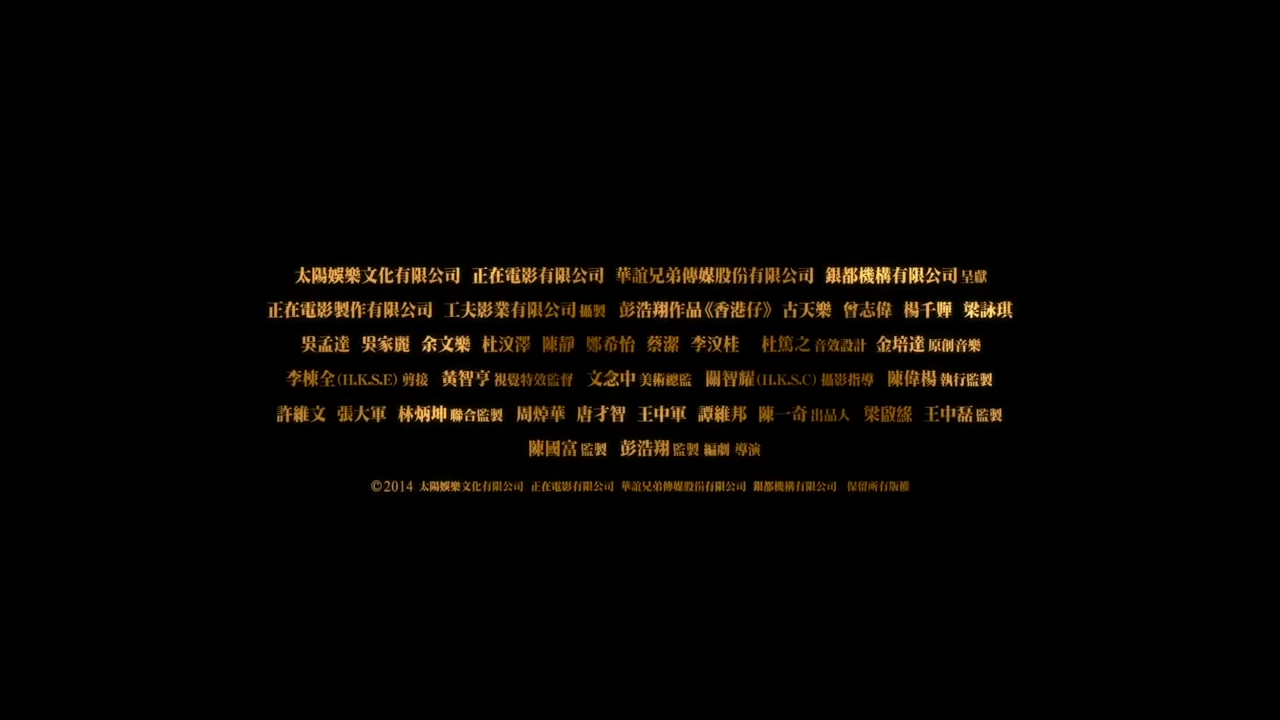 太陽娛樂文化有限公司 正在電影有限公司 華誼兄弟傳媒股份有限公司 銀都機構有限公司 呈獻
正在電影製作有限公司 工夫影業有限公司 攝製 彭浩翔作品《香港仔》 古天樂 曾志偉 楊千嬅 梁詠琪
吳孟達 吳家麗 余文樂 杜汶澤 陳靜 鄭希怡 蔡潔 李汶桂 杜篤之 音效設計 金培達 原創音樂
李棟全(H.K.S.E) 剪接 黃智亨 視覺特效監督 文念中 美術總監 關智耀(H.K.S.C) 攝影指導 陳偉楊 執行監製
許維文 張大軍 林炳坤 聯合監製 周焯華 唐才智 王中軍 譚維邦 陳一奇 出品人 梁啟緣 王中磊 監製
陳國富 監製 彭浩翔 監製 編劇 導演
©2014 太陽娛樂文化有限公司 正在電影有限公司 華誼兄弟傳媒股份有限公司 銀都機構有限公司 保留所有版權